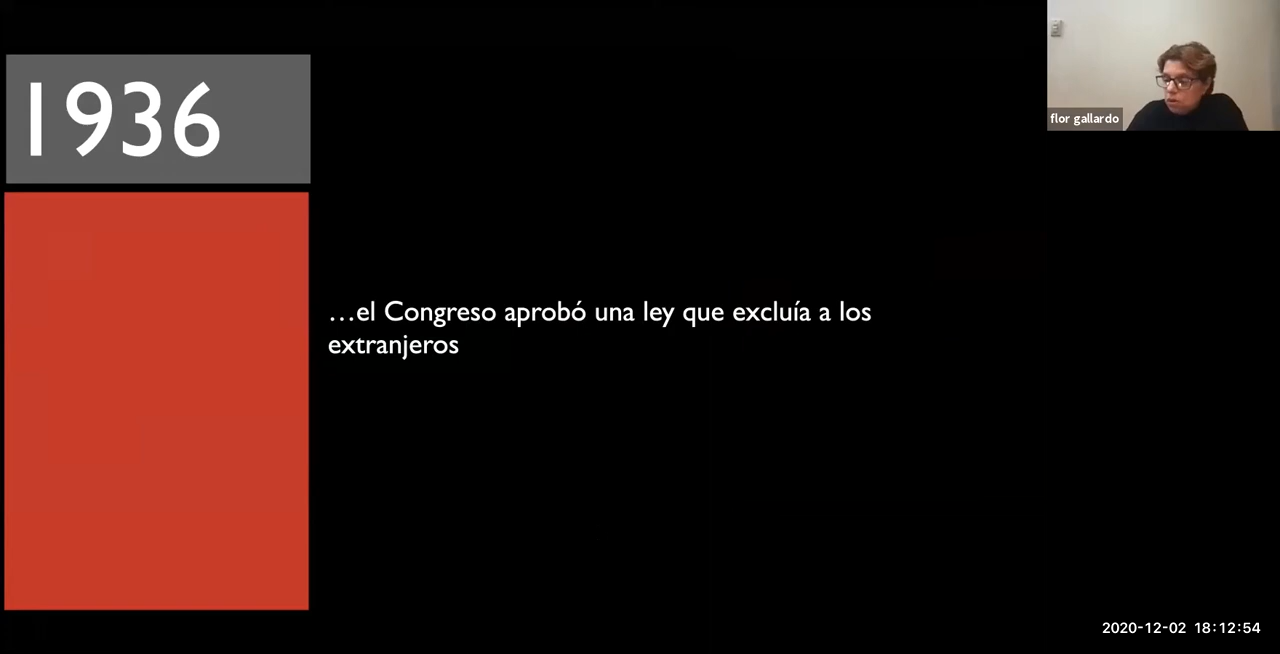 1936
flor gallardo
…el Congreso aprobó una ley que excluía a los
extranjeros
2020-12-02 18:12:54